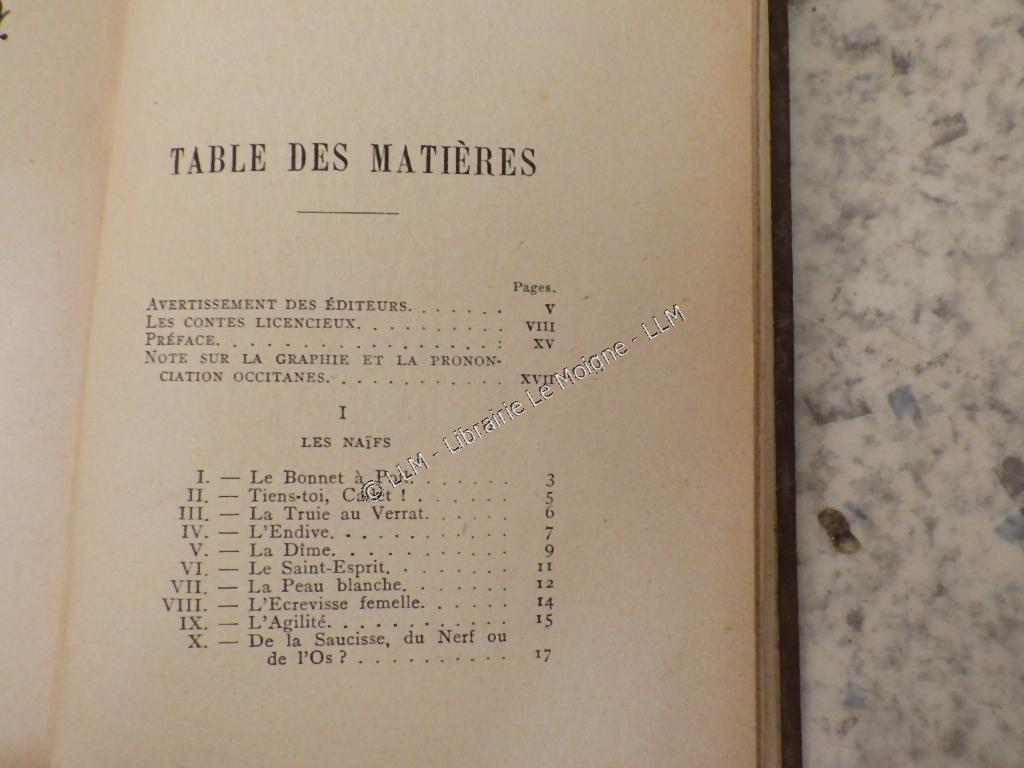 TABLE DES MATIÈRES
Pages.
AVERTISSEMENT DES ÉDITEURS. . . . . . . V
LES CONTES LICENCIEUX. . . . . . . . . . VIII
PRÉFACE. . . . . . . . . . . . . . . . : XV
NOTE SUR LA GRAPHIE ET LA PRONON-
CIATION OCCITANES. . . . . . . . . . . . XVII
I
LES NAÏFS
I. — Le Bonnet à . . . . . . 3
II. — Tiens-toi, Cadet ! . . . . . . 5
III. — La Truie au Verrat. . . . . . 6
IV. — L'Endive. . . . . . . . . . . 7
V. — La Dîme. . . . . . . . . . . 9
VI. — Le Saint-Esprit. . . . . . . . 11
VII. — La Peau blanche. . . . . . . 12
VIII. — L'Ecrevisse femelle. . . . . . 14
IX. — L'Agilité. . . . . . . . . . . . 15
X. — De la Saucisse, du Nerf ou
de l'Os ? . . . . . . . . . . 17
© LLM - Librairie Le Moigne - LLM